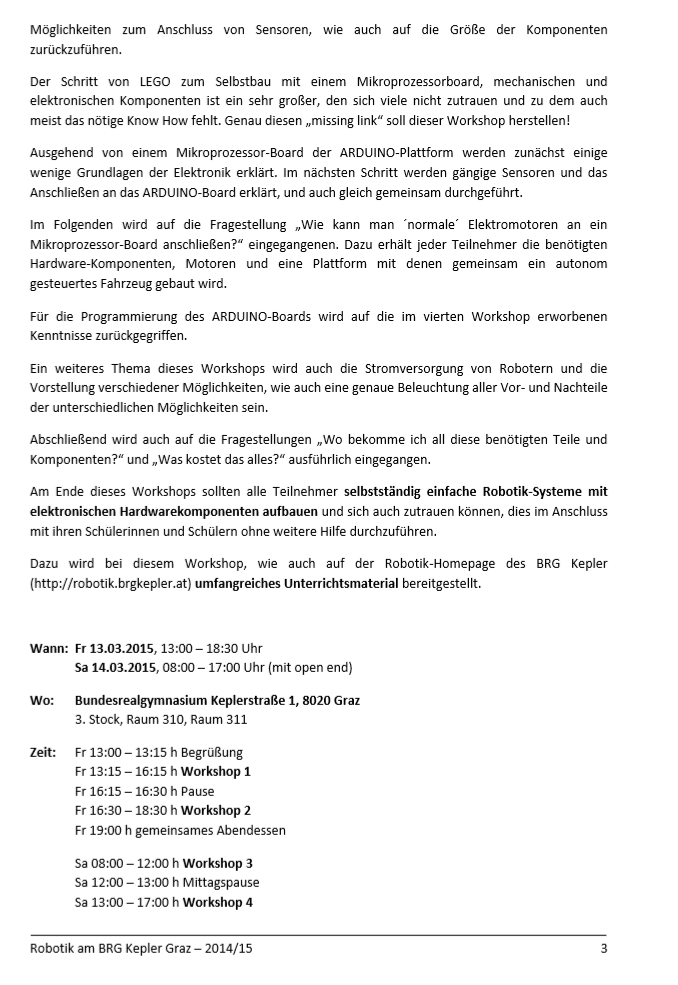 Möglichkeiten zum Anschluss von Sensoren, wie auch auf die Größe der Komponenten
zurückzuführen.
Der Schritt von LEGO zum Selbstbau mit einem Mikroprozessorboard, mechanischen und
elektronischen Komponenten ist ein sehr großer, den sich viele nicht zutrauen und zu dem auch
meist das nötige Know How fehlt. Genau diesen „missing link“ soll dieser Workshop herstellen!
Ausgehend von einem Mikroprozessor-Board der ARDUINO-Plattform werden zunächst einige
wenige Grundlagen der Elektronik erklärt. Im nächsten Schritt werden gängige Sensoren und das
Anschließen an das ARDUINO-Board erklärt, und auch gleich gemeinsam durchgeführt.
Im Folgenden wird auf die Fragestellung „Wie kann man ´normale´ Elektromotoren an ein
Mikroprozessor-Board anschließen?“ eingegangenen. Dazu erhält jeder Teilnehmer die benötigten
Hardware-Komponenten, Motoren und eine Plattform mit denen gemeinsam ein autonom
gesteuertes Fahrzeug gebaut wird.
Für die Programmierung des ARDUINO-Boards wird auf die im vierten Workshop erworbenen
Kenntnisse zurückgegriffen.
Ein weiteres Thema dieses Workshops wird auch die Stromversorgung von Robotern und die
Vorstellung verschiedener Möglichkeiten, wie auch eine genaue Beleuchtung aller Vor- und Nachteile
der unterschiedlichen Möglichkeiten sein.
Abschließend wird auch auf die Fragestellungen „Wo bekomme ich all diese benötigten Teile und
Komponenten?“ und „Was kostet das alles?“ ausführlich eingegangen.
Am Ende dieses Workshops sollten alle Teilnehmer selbstständig einfache Robotik-Systeme mit
elektronischen Hardwarekomponenten aufbauen und sich auch zutrauen können, dies im Anschluss
mit ihren Schülerinnen und Schülern ohne weitere Hilfe durchzuführen.
Dazu wird bei diesem Workshop, wie auch auf der Robotik-Homepage des BRG Kepler
(http://robotik.brgkepler.at) umfangreiches Unterrichtsmaterial bereitgestellt.
Wann: Fr 13.03.2015, 13:00 – 18:30 Uhr
Sa 14.03.2015, 08:00 – 17:00 Uhr (mit open end)
Wo: Bundesrealgymnasium Keplerstraße 1, 8020 Graz
3. Stock, Raum 310, Raum 311
Zeit: Fr 13:00 – 13:15 h Begrüßung
Fr 13:15 – 16:15 h Workshop 1
Fr 16:15 – 16:30 h Pause
Fr 16:30 – 18:30 h Workshop 2
Fr 19:00 h gemeinsames Abendessen
Sa 08:00 – 12:00 h Workshop 3
Sa 12:00 – 13:00 h Mittagspause
Sa 13:00 – 17:00 h Workshop 4
Robotik am BRG Kepler Graz – 2014/15 3